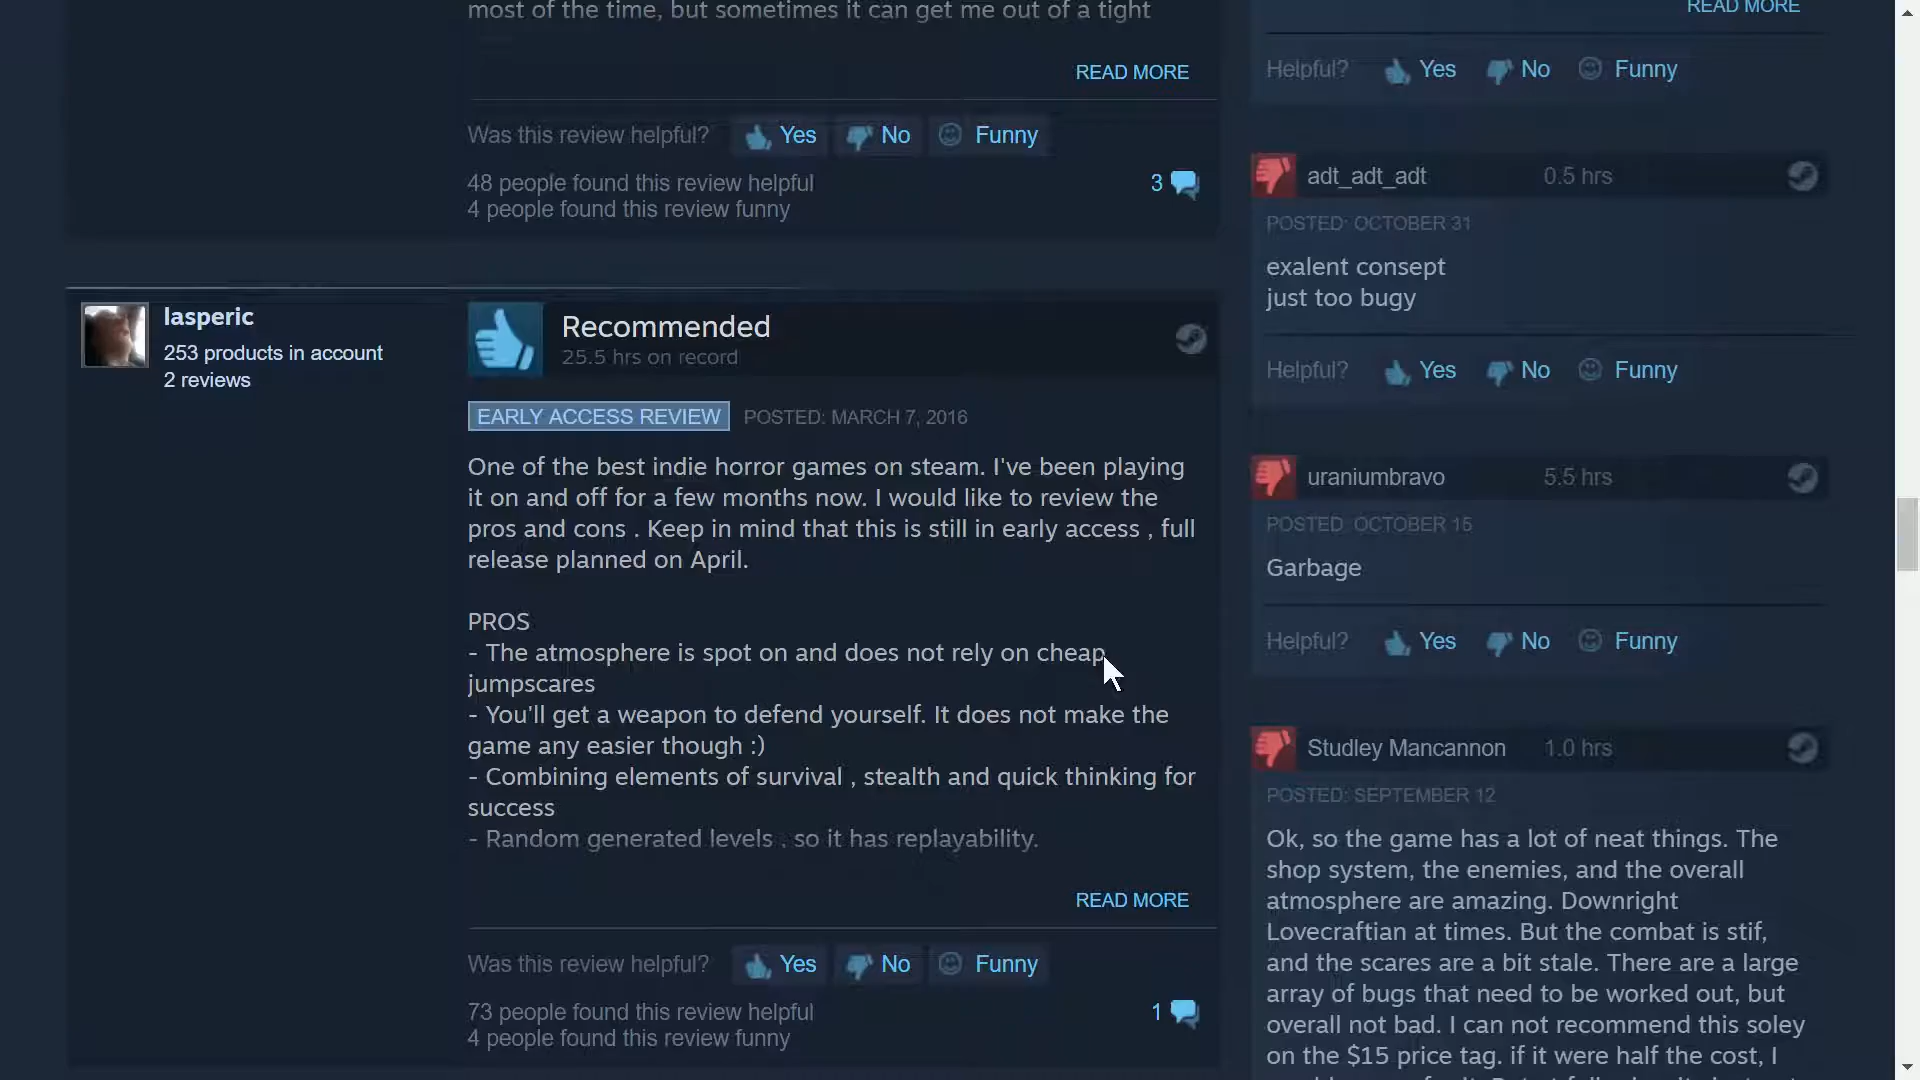 most of the time, but sometimes it can get me out of a tight
READ MORE
Was this review helpful? Yes No Funny
48 people found this review helpful
4 people found this review funny
3
lasperic
253 products in account
2 reviews
Recommended
25.5 hrs on record
EARLY ACCESS REVIEW POSTED: MARCH 7, 2016
One of the best indie horror games on steam. I've been playing
it on and off for a few months now. I would like to review the
pros and cons . Keep in mind that this is still in early access , full
release planned on April.
PROS
- The atmosphere is spot on and does not rely on cheap
jumpscares
- You'll get a weapon to defend yourself. It does not make the
game any easier though :)
- Combining elements of survival , stealth and quick thinking for
success
- Random generated levels , so it has replayability.
READ MORE
Was this review helpful? Yes No Funny
73 people found this review helpful
4 people found this review funny
1
READ MORE
Helpful? Yes No Funny
adt_adt_adt 0.5 hrs
POSTED: OCTOBER 31
exalent consept
just too bugy
Helpful? Yes No Funny
uraniumbravo 5.5 hrs
POSTED: OCTOBER 15
Garbage
Helpful? Yes No Funny
Studley Mancannon 1.0 hrs
POSTED: SEPTEMBER 12
Ok, so the game has a lot of neat things. The
shop system, the enemies, and the overall
atmosphere are amazing. Downright
Lovecraftian at times. But the combat is stif,
and the scares are a bit stale. There are a large
array of bugs that need to be worked out, but
overall not bad. I can not recommend this soley
on the $15 price tag. if it were half the cost, I